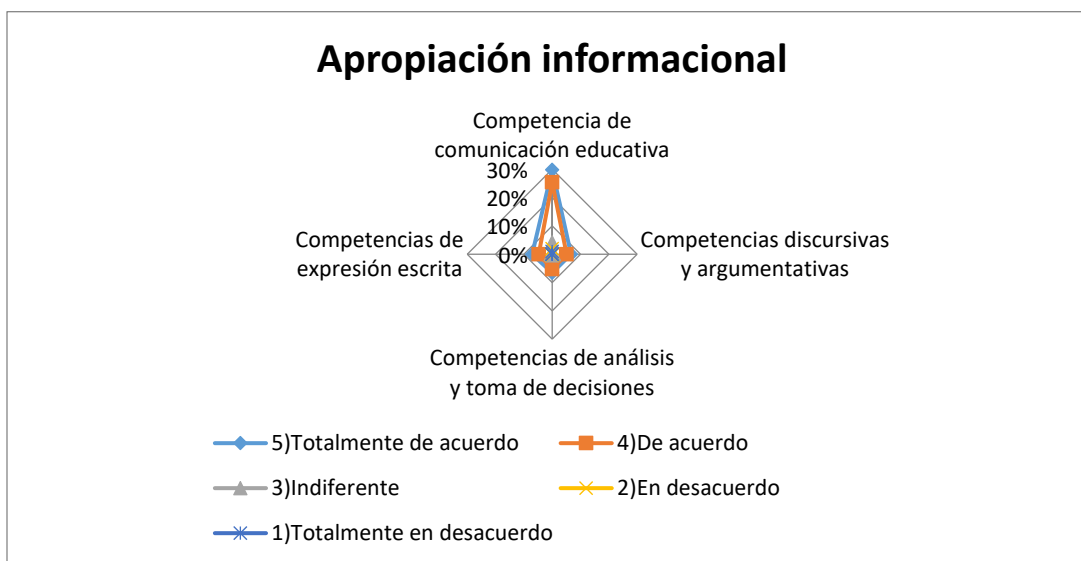 Apropiación informacional
Competencia de
comunicación educativa
30%
20%
10%
0%
Competencias de
expresión escrita
Competencias discursivas
y argumentativas
Competencias de análisis
y toma de decisiones
5)Totalmente de acuerdo
4)De acuerdo
3)Indiferente
2)En desacuerdo
1)Totalmente en desacuerdo